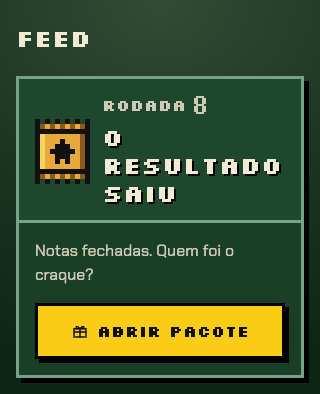 FEED
RODADA 8
O
RESULTADO
SAIU
Notas fechadas. Quem foi o
craque?
ABRIR PACOTE